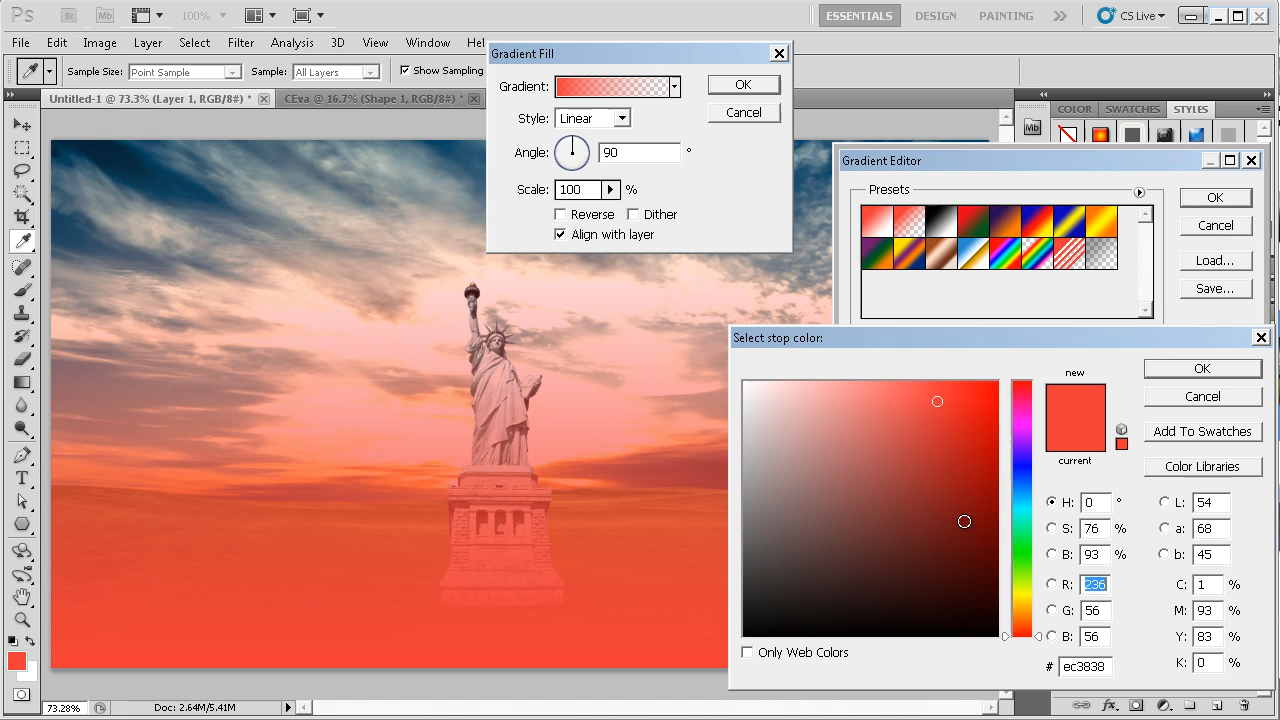 Ps Br Mb 100% ESSENTIALS DESIGN PAINTING CS Live
File Edit Image Layer Select Filter Analysis 3D View Window Hel
Sample Size: Point Sample Sample: All Layers Show Sampling
Untitled-1 @ 73.3% (Layer 1, RGB/8#) * CEva @ 16.7% (Shape 1, RGB/8#) *
Gradient Fill
Gradient:
OK
Style: Linear
Cancel
Angle: 90 °
Scale: 100 %
Reverse Dither
Align with layer
COLOR SWATCHES STYLES
Mb
Gradient Editor
Presets
OK
Cancel
Load...
Save...
Select stop color:
new
current
OK
Cancel
Add To Swatches
Color Libraries
H: 0 ° L: 54
S: 76 % a: 68
B: 93 % b: 45
R: 236 C: 1 %
G: 56 M: 93 %
B: 56 Y: 83 %
# ec3838 K: 0 %
Only Web Colors
T
73.28% Doc: 2.64M/5.41M
fx